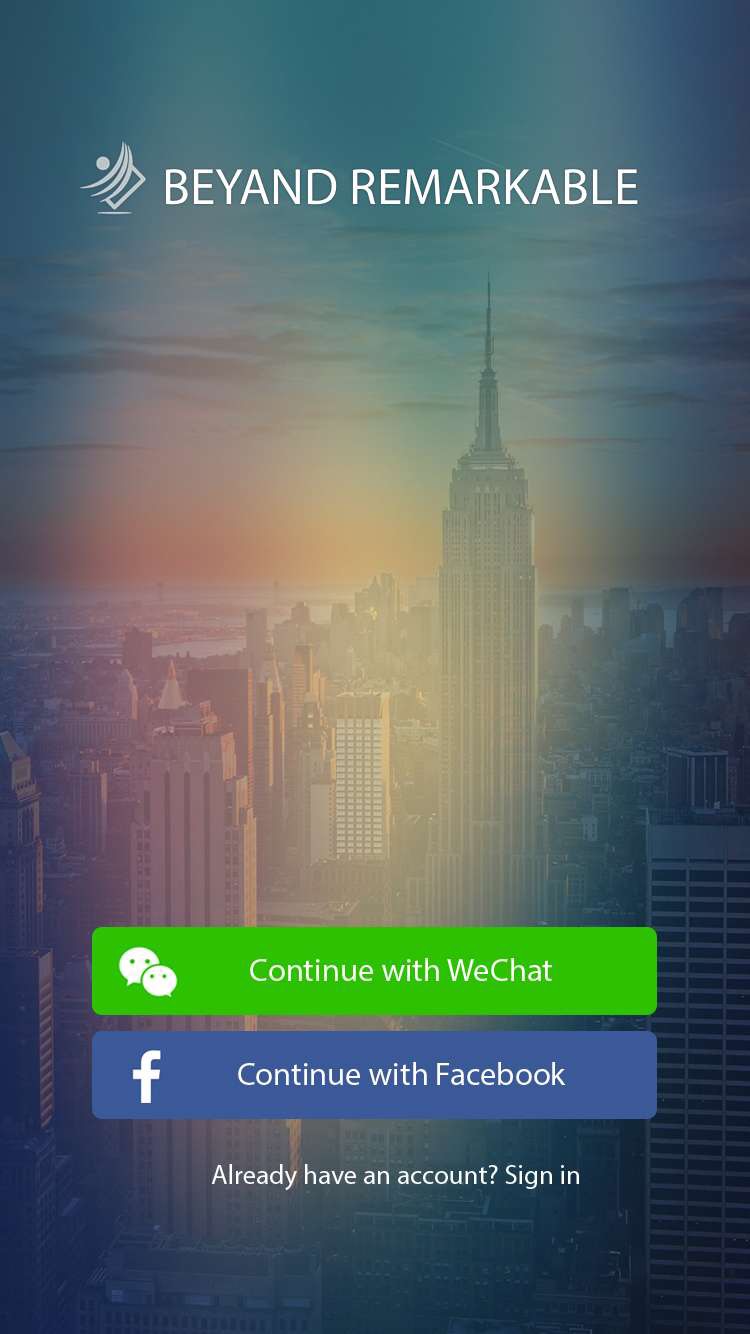 BEYAND REMARKABLE
Continue with WeChat
Continue with Facebook
Already have an account? Sign in